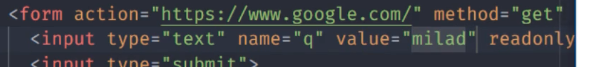 <form action="https://www.google.com/" method="get"
<input type="text" name="q" value="milad" readonly
<input type="submit">